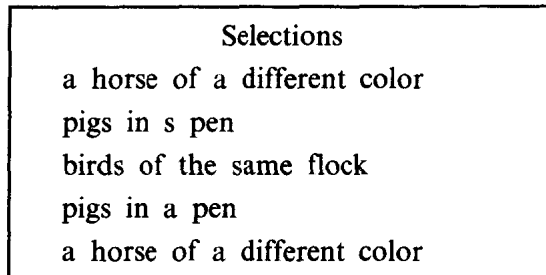 Selections
a horse of a different color
pigs in s pen
birds of the same flock
pigs in a pen
a horse of a different color